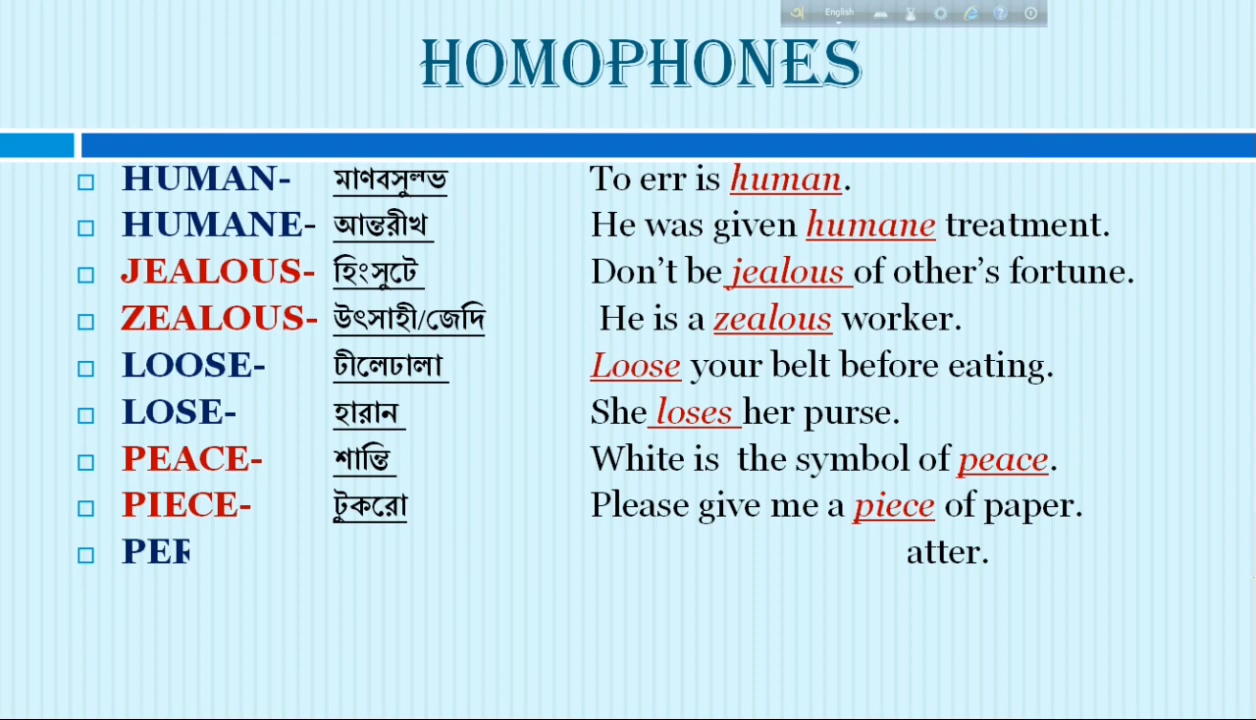 English
HOMOPHONES
HUMAN- মাণবসুলভ To err is human.
HUMANE- আন্তরীখ He was given humane treatment.
JEALOUS- হিংসুটে Don't be jealous of other's fortune.
ZEALOUS- উৎসাহী/জেদি He is a zealous worker.
LOOSE- ঢীলেঢালা Loose your belt before eating.
LOSE- হারান She loses her purse.
PEACE- শান্তি White is the symbol of peace.
PIECE- টুকরো Please give me a piece of paper.
PER atter.